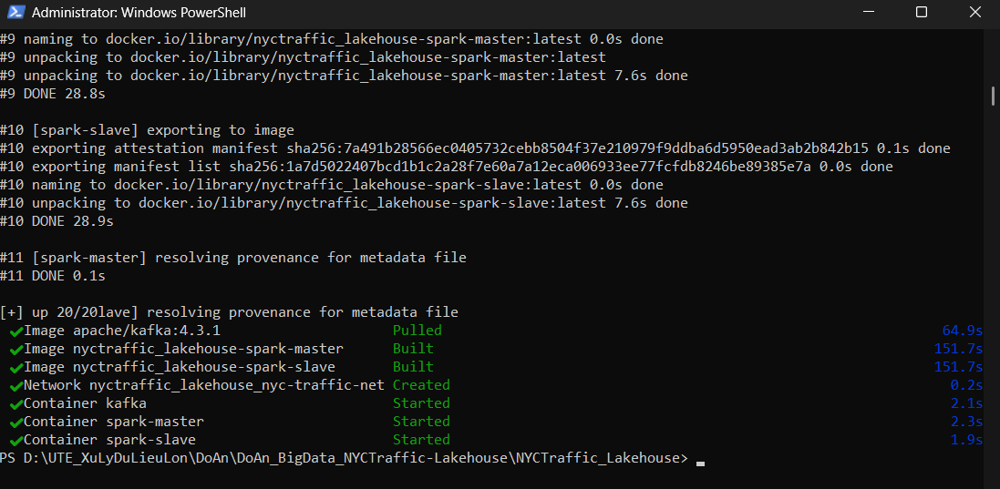 Administrator: Windows PowerShell
#9 naming to docker.io/library/nyctraffic_lakehouse-spark-master:latest 0.0s done
#9 unpacking to docker.io/library/nyctraffic_lakehouse-spark-master:latest
#9 unpacking to docker.io/library/nyctraffic_lakehouse-spark-master:latest 7.6s done
#9 DONE 28.8s
#10 [spark-slave] exporting to image
#10 exporting attestation manifest sha256:7a491b28566ec0405732cebb8504f37e210979f9ddba6d5950ead3ab2b842b15 0.1s done
#10 exporting manifest list sha256:1a7d5022407bcd1b1c2a28f7e60a7a12eca006933ee77fcfdb8246be89385e7a 0.0s done
#10 naming to docker.io/library/nyctraffic_lakehouse-spark-slave:latest 0.0s done
#10 unpacking to docker.io/library/nyctraffic_lakehouse-spark-slave:latest 7.6s done
#10 DONE 28.9s
#11 [spark-master] resolving provenance for metadata file
#11 DONE 0.1s
[+] up 20/20lave] resolving provenance for metadata file
✔Image apache/kafka:4.3.1 Pulled 64.9s
✔Image nyctraffic_lakehouse-spark-master Built 151.7s
✔Image nyctraffic_lakehouse-spark-slave Built 151.7s
✔Network nyctraffic_lakehouse_nyc-traffic-net Created 0.2s
✔Container kafka Started 2.1s
✔Container spark-master Started 2.3s
✔Container spark-slave Started 1.9s
PS D:\UTE_XuLyDuLieuLon\DoAn\DoAn_BigData_NYCTraffic-Lakehouse\NYCTraffic_Lakehouse>